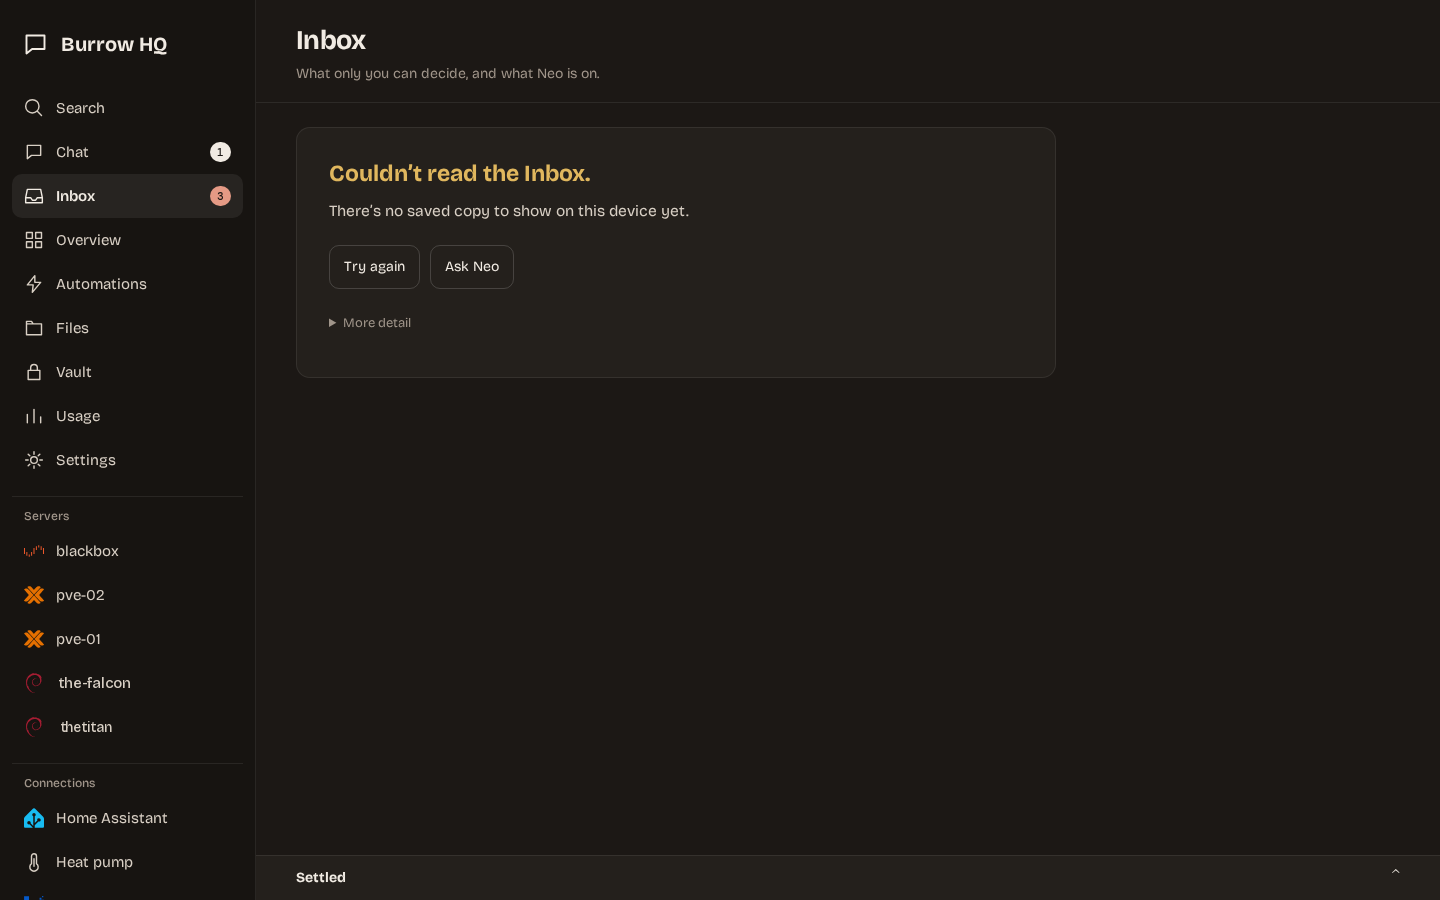 Burrow HQ
Search
Chat 1
Inbox 3
Overview
Automations
Files
Vault
Usage
Settings
Servers
blackbox
pve-02
pve-01
the-falcon
thetitan
Connections
Home Assistant
Heat pump
Inbox
What only you can decide, and what Neo is on.
Couldn’t read the Inbox.
There’s no saved copy to show on this device yet.
Try again Ask Neo
More detail
Settled